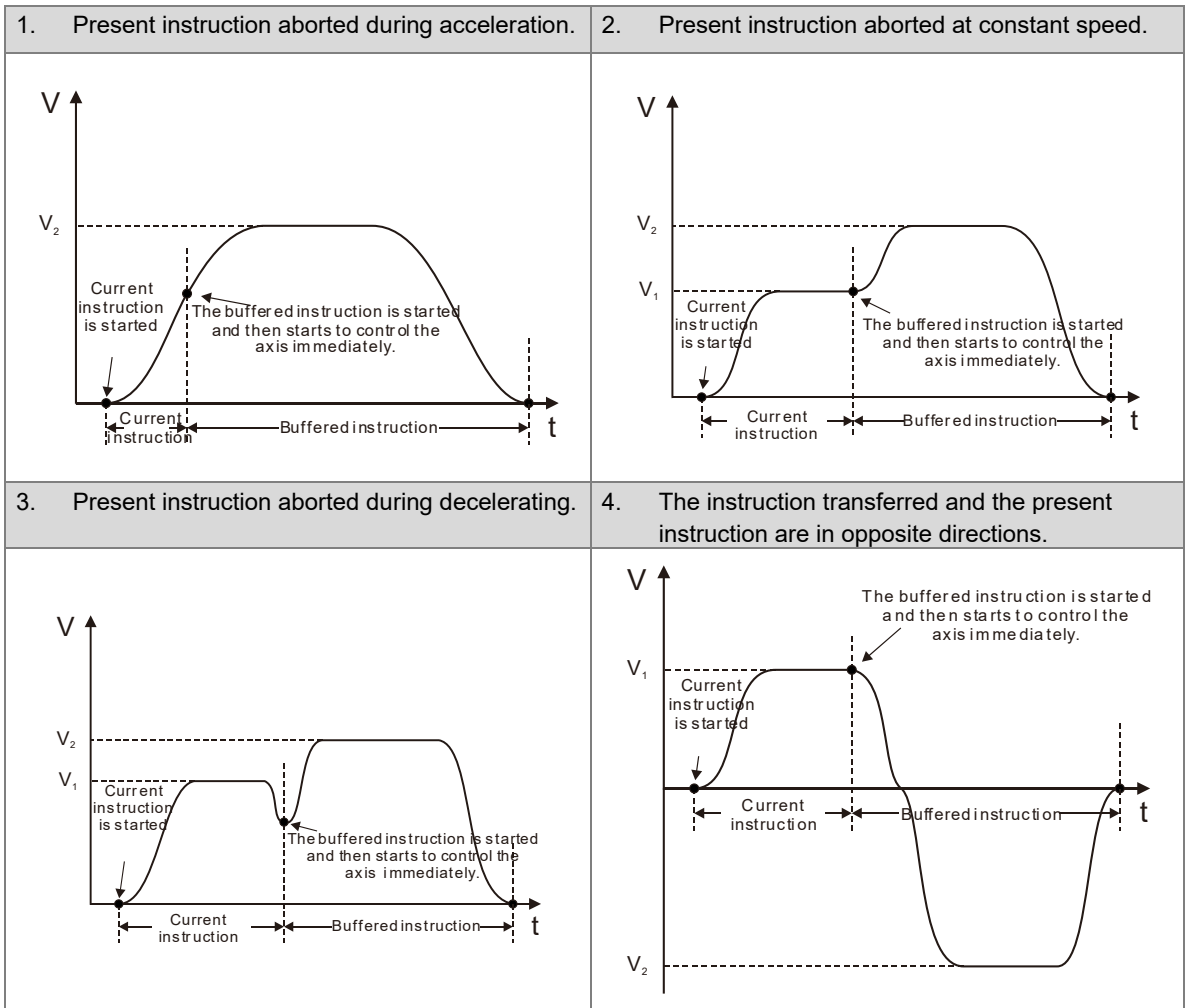 1. Present instruction aborted during acceleration.
V
V₂
Current
instruction
is started
The buffered instruction is started
and then starts to control the
axis immediately.
Current
instruction
Buffered instruction
t
2. Present instruction aborted at constant speed.
V
V₂
V₁
Current
instruction
is started
The buffered instruction is started
and then starts to control the
axis immediately.
Current
instruction
Buffered instruction
t
3. Present instruction aborted during decelerating.
V
V₂
V₁
Current
instruction
is started
The buffered instruction is started
and then starts to control the
axis immediately.
Current
instruction
Buffered instruction
t
4. The instruction transferred and the present
instruction are in opposite directions.
V
The buffered instruction is started
and then starts to control the
axis immediately.
V₁
Current
instruction
is started
Current
instruction
Buffered instruction
t
V₂